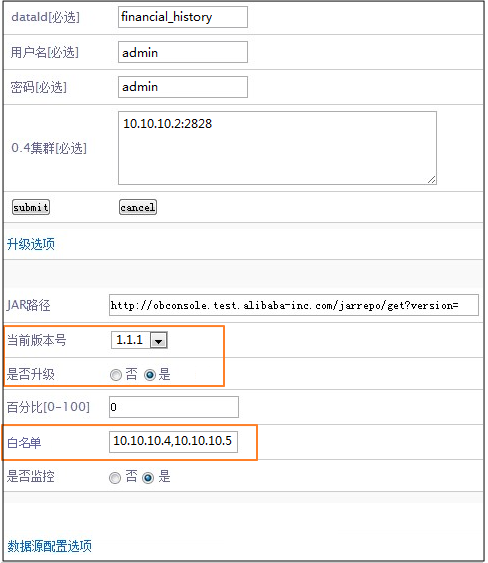 dataId[必选] financial_history
用户名[必选] admin
密码[必选] admin
0.4集群[必选] 10.10.10.2:2828
submit cancel
升级选项
JAR路径 http://obconsole.test.alibaba-inc.com/jarrepo/get?version=
当前版本号 1.1.1
是否升级 否 是
百分比[0-100] 0
白名单 10.10.10.4,10.10.10.5
是否监控 否 是
数据源配置选项